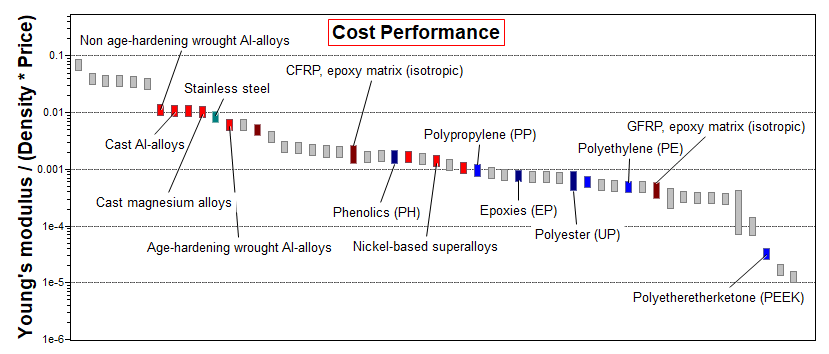 Cost Performance
Young's modulus / (Density * Price)
0.1
0.01
0.001
1e-4
1e-5
1e-6
Non age-hardening wrought Al-alloys
CFRP, epoxy matrix (isotropic)
Stainless steel
GFRP, epoxy matrix (isotropic)
Polypropylene (PP)
Cast Al-alloys
Polyethylene (PE)
Cast magnesium alloys
Phenolics (PH)
Epoxies (EP)
Polyester (UP)
Age-hardening wrought Al-alloys
Nickel-based superalloys
Polyetheretherketone (PEEK)